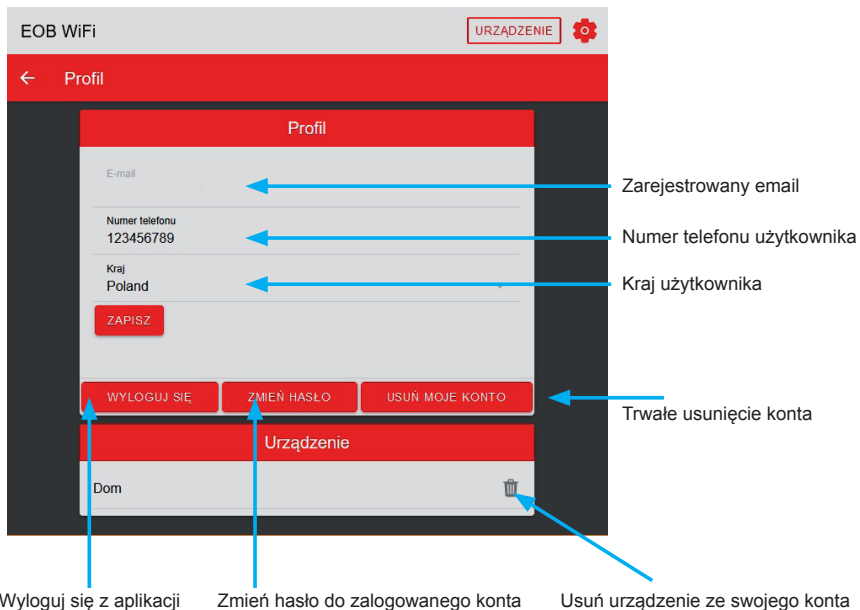 EOB WiFi
URZĄDZENIE
Profil
Profil
E-mail
Zarejestrowany email
Numer telefonu
123456789
Numer telefonu użytkownika
Kraj
Poland
Kraj użytkownika
ZAPISZ
WYLOGUJ SIĘ
ZMIEŃ HASŁO
USUŃ MOJE KONTO
Trwałe usunięcie konta
Urządzenie
Dom
Wyloguj się z aplikacji
Zmień hasło do zalogowanego konta
Usuń urządzenie ze swojego konta